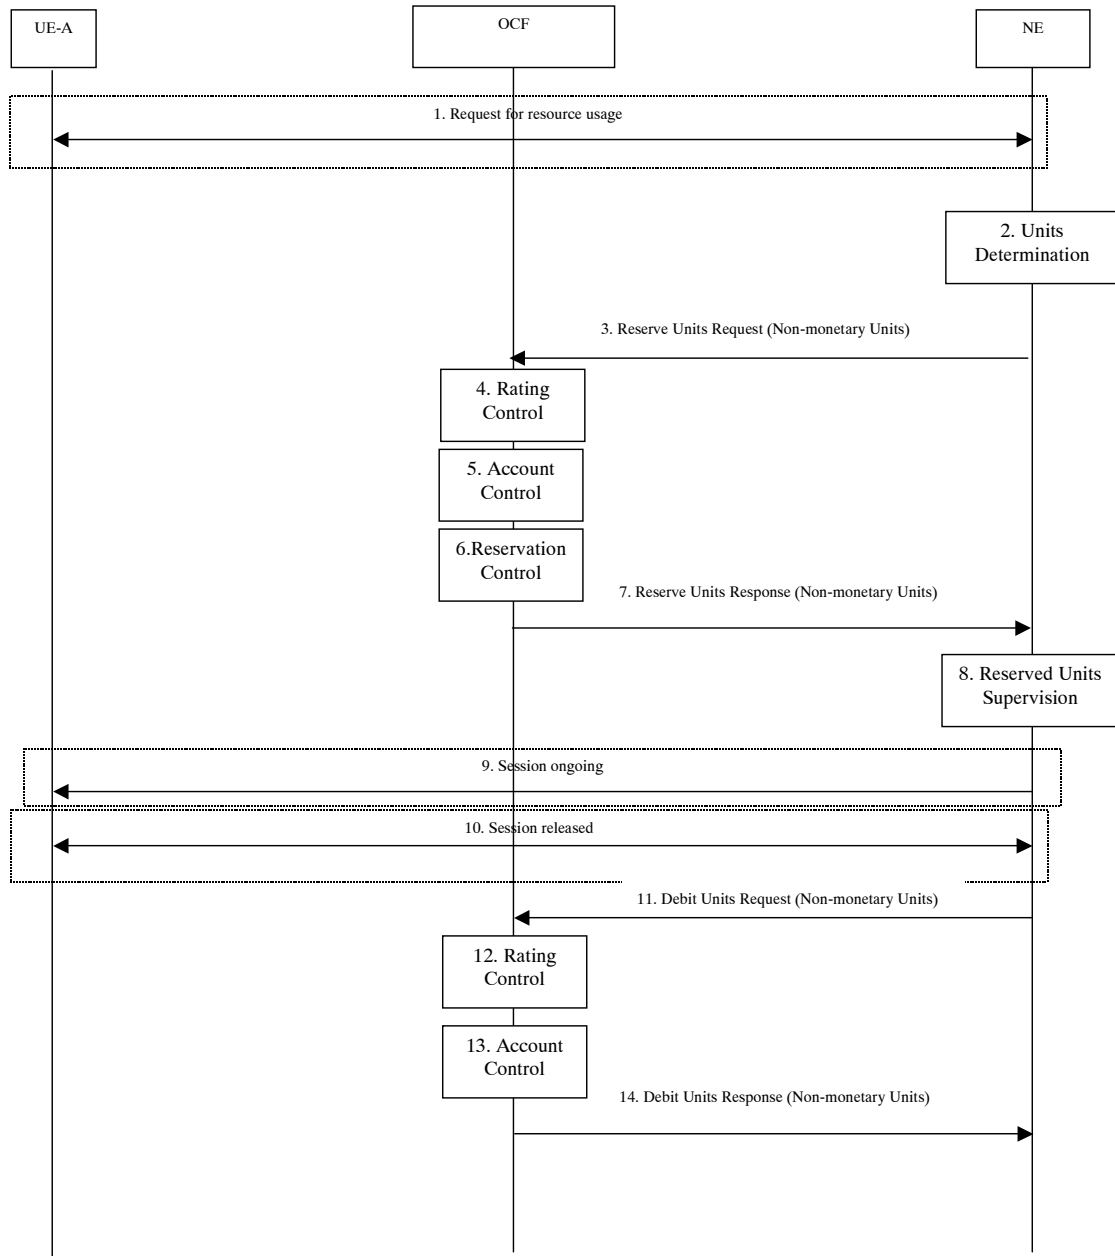 UE-A
OCF
NE
1. Request for resource usage
2. Units
Determination
3. Reserve Units Request (Non-monetary Units)
4. Rating
Control
5. Account
Control
6.Reservation
Control
7. Reserve Units Response (Non-monetary Units)
8. Reserved Units
Supervision
9. Session ongoing
10. Session released
11. Debit Units Request (Non-monetary Units)
12. Rating
Control
13. Account
Control
14. Debit Units Response (Non-monetary Units)